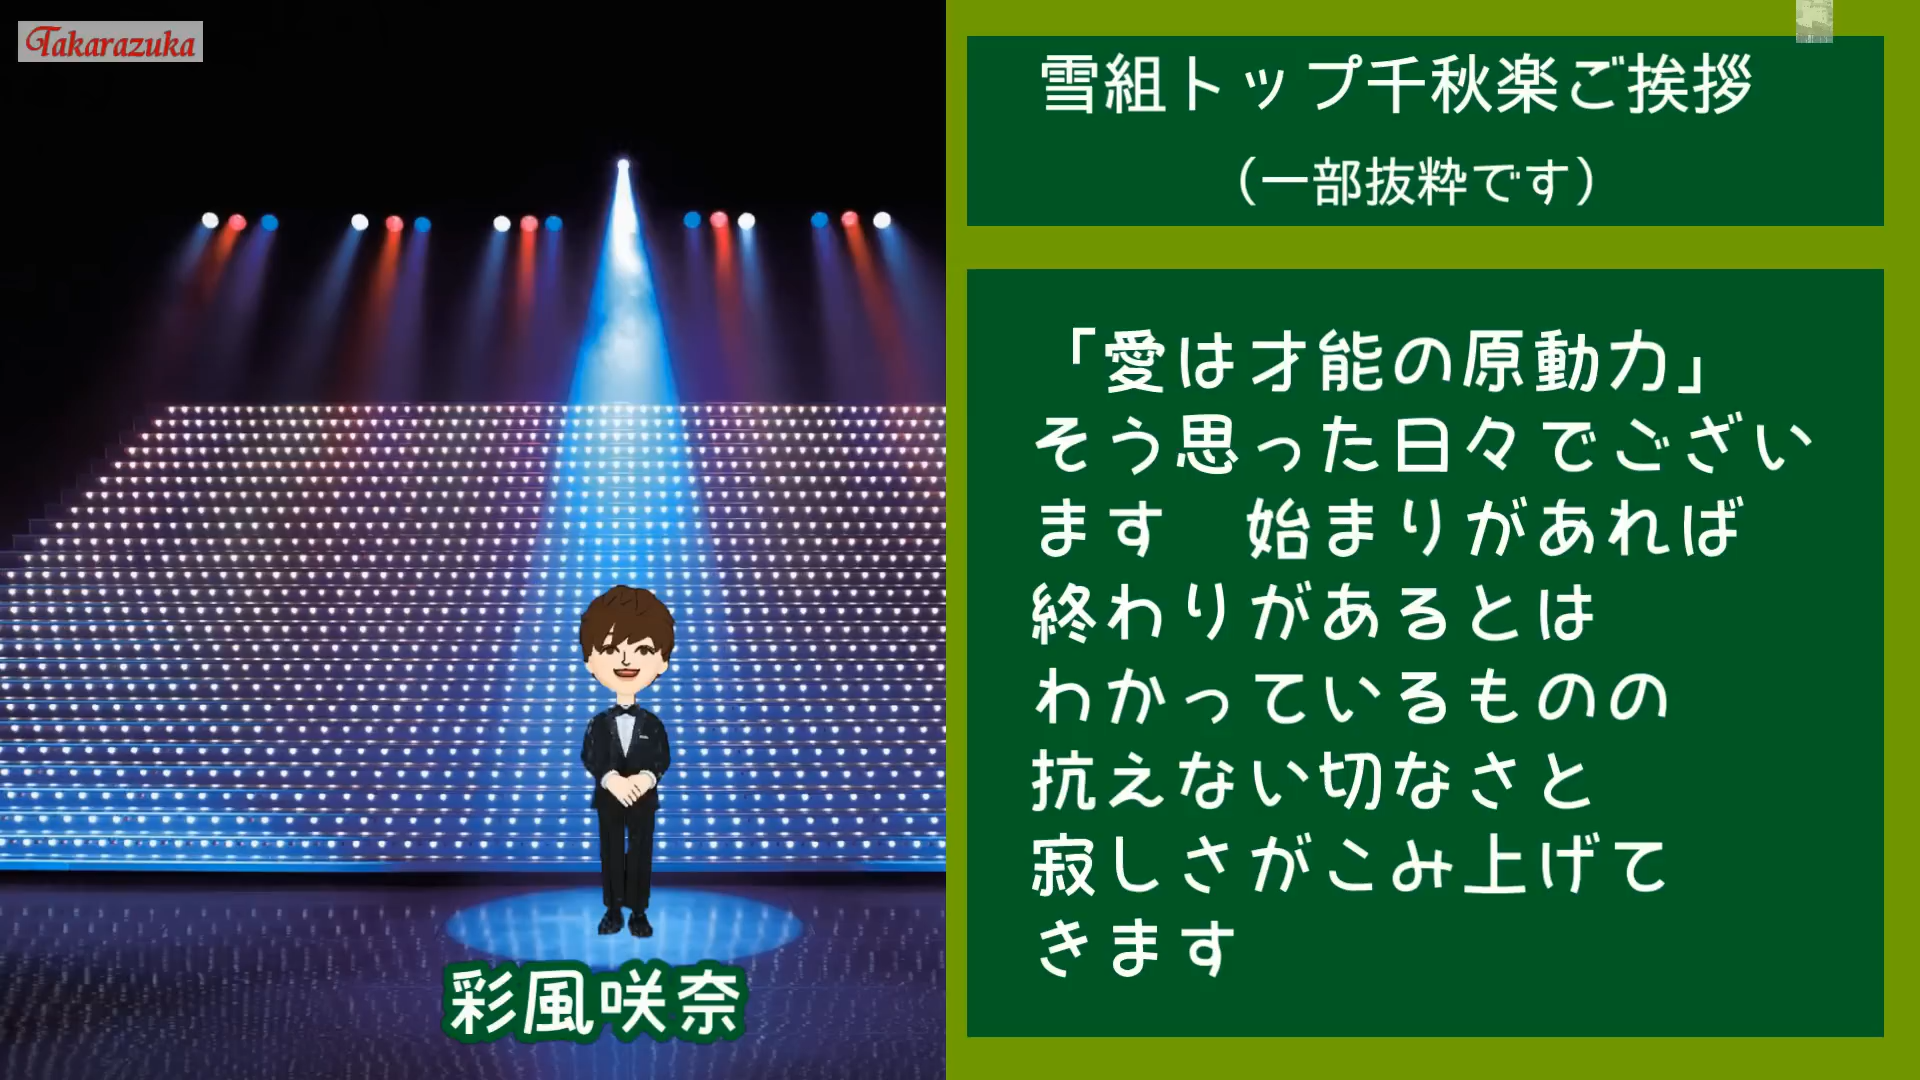 Takarazuka
雪組トップ千秋楽ご挨拶
（一部抜粋です）
「愛は才能の原動力」
そう思った日々でござい
ます　始まりがあれば
終わりがあるとは
わかっているものの
抗えない切なさと
寂しさがこみ上げて
きます
彩風咲奈